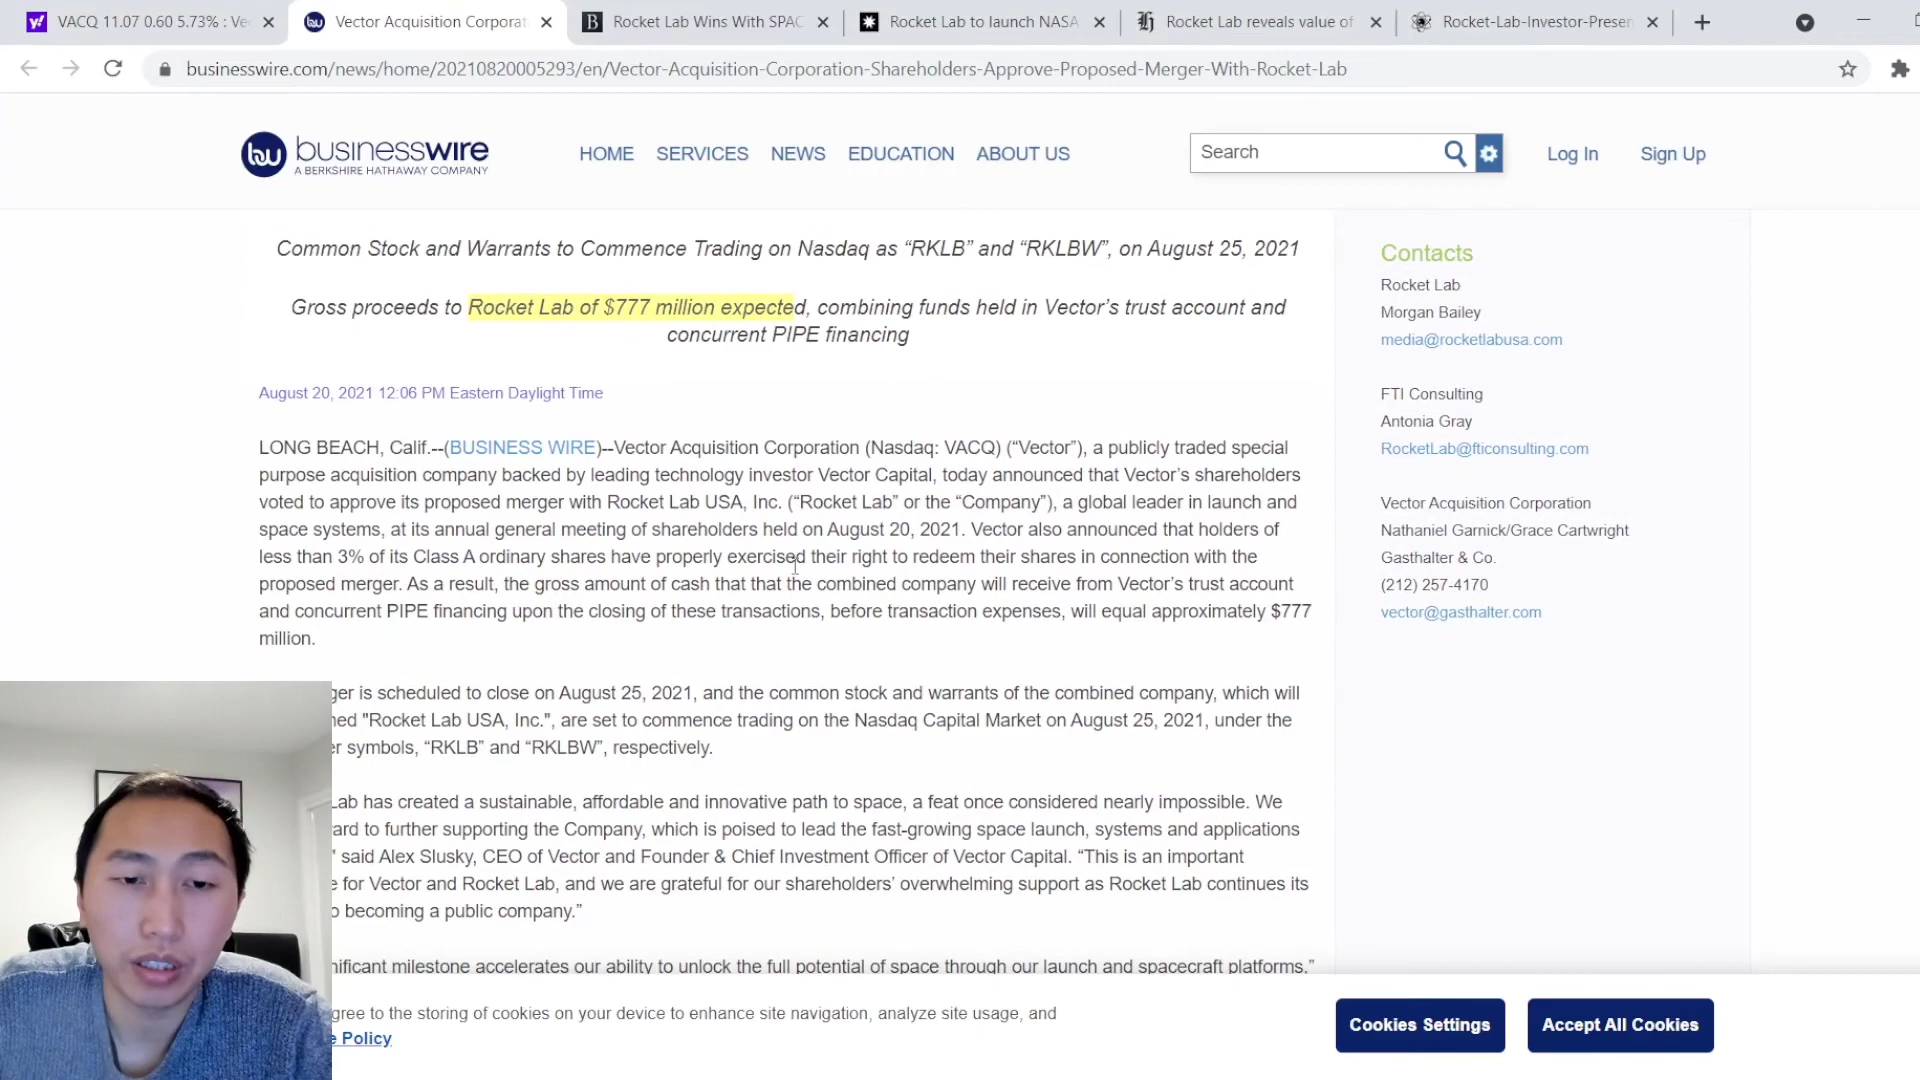 VACQ 11.07 0.60 5.73% : Ve
Vector Acquisition Corporat
Rocket Lab Wins With SPAC
Rocket Lab to launch NASA
Rocket Lab reveals value of
Rocket-Lab-Investor-Presen
businesswire.com/news/home/20210820005293/en/Vector-Acquisition-Corporation-Shareholders-Approve-Proposed-Merger-With-Rocket-Lab
bw businesswire
A BERKSHIRE HATHAWAY COMPANY
HOME SERVICES NEWS EDUCATION ABOUT US
Search
Log In Sign Up
Common Stock and Warrants to Commence Trading on Nasdaq as “RKLB” and “RKLBW”, on August 25, 2021
Gross proceeds to Rocket Lab of $777 million expected, combining funds held in Vector’s trust account and
concurrent PIPE financing
August 20, 2021 12:06 PM Eastern Daylight Time
LONG BEACH, Calif.--(BUSINESS WIRE)--Vector Acquisition Corporation (Nasdaq: VACQ) (“Vector”), a publicly traded special
purpose acquisition company backed by leading technology investor Vector Capital, today announced that Vector’s shareholders
voted to approve its proposed merger with Rocket Lab USA, Inc. (“Rocket Lab” or the “Company”), a global leader in launch and
space systems, at its annual general meeting of shareholders held on August 20, 2021. Vector also announced that holders of
less than 3% of its Class A ordinary shares have properly exercised their right to redeem their shares in connection with the
proposed merger. As a result, the gross amount of cash that that the combined company will receive from Vector’s trust account
and concurrent PIPE financing upon the closing of these transactions, before transaction expenses, will equal approximately $777
million.
ger is scheduled to close on August 25, 2021, and the common stock and warrants of the combined company, which will
ned "Rocket Lab USA, Inc.", are set to commence trading on the Nasdaq Capital Market on August 25, 2021, under the
r symbols, “RKLB” and “RKLBW”, respectively.
Lab has created a sustainable, affordable and innovative path to space, a feat once considered nearly impossible. We
ard to further supporting the Company, which is poised to lead the fast-growing space launch, systems and applications
” said Alex Slusky, CEO of Vector and Founder & Chief Investment Officer of Vector Capital. “This is an important
e for Vector and Rocket Lab, and we are grateful for our shareholders’ overwhelming support as Rocket Lab continues its
o becoming a public company.”
nificant milestone accelerates our ability to unlock the full potential of space through our launch and spacecraft platforms,”
Contacts
Rocket Lab
Morgan Bailey
media@rocketlabusa.com
FTI Consulting
Antonia Gray
RocketLab@fticonsulting.com
Vector Acquisition Corporation
Nathaniel Garnick/Grace Cartwright
Gasthalter & Co.
(212) 257-4170
vector@gasthalter.com
gree to the storing of cookies on your device to enhance site navigation, analyze site usage, and
e Policy
Cookies Settings
Accept All Cookies